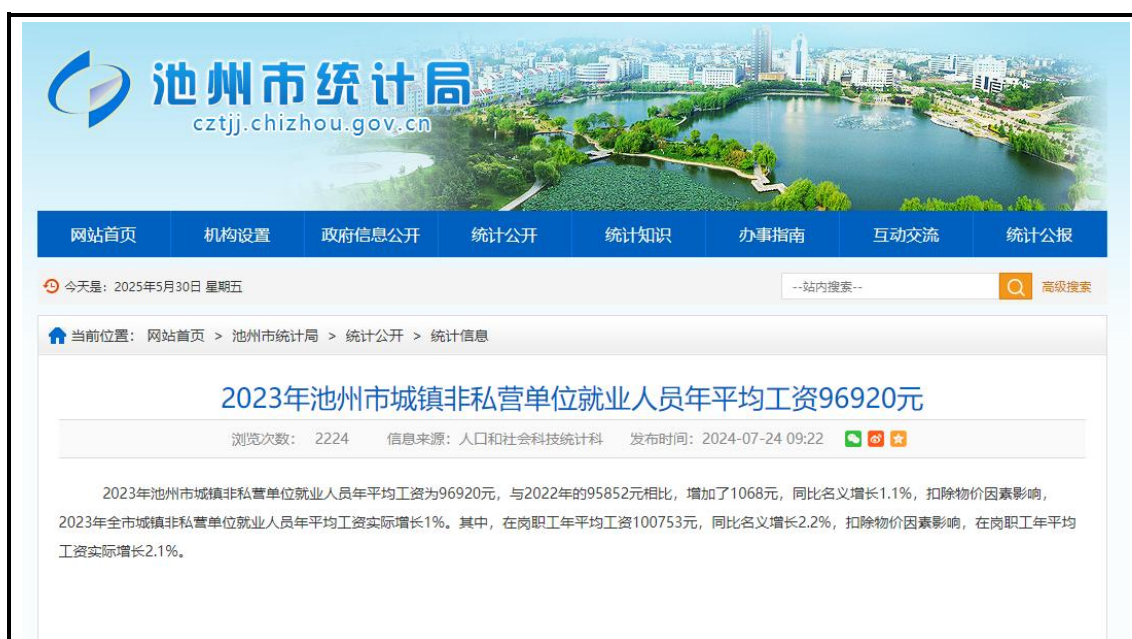 池州市统计局
cztjj.chizhou.gov.cn
网站首页 机构设置 政府信息公开 统计公开 统计知识 办事指南 互动交流 统计公报
今天是：2025年5月30日 星期五 --站内搜索-- 高级搜索
当前位置： 网站首页 > 池州市统计局 > 统计公开 > 统计信息
2023年池州市城镇非私营单位就业人员年平均工资96920元
浏览次数： 2224 信息来源：人口和社会科技统计科 发布时间：2024-07-24 09:22
2023年池州市城镇非私营单位就业人员年平均工资为96920元，与2022年的95852元相比，增加了1068元，同比名义增长1.1%，扣除物价因素影响，
2023年全市城镇非私营单位就业人员年平均工资实际增长1%。其中，在岗职工年平均工资100753元，同比名义增长2.2%，扣除物价因素影响，在岗职工年平均
工资实际增长2.1%。